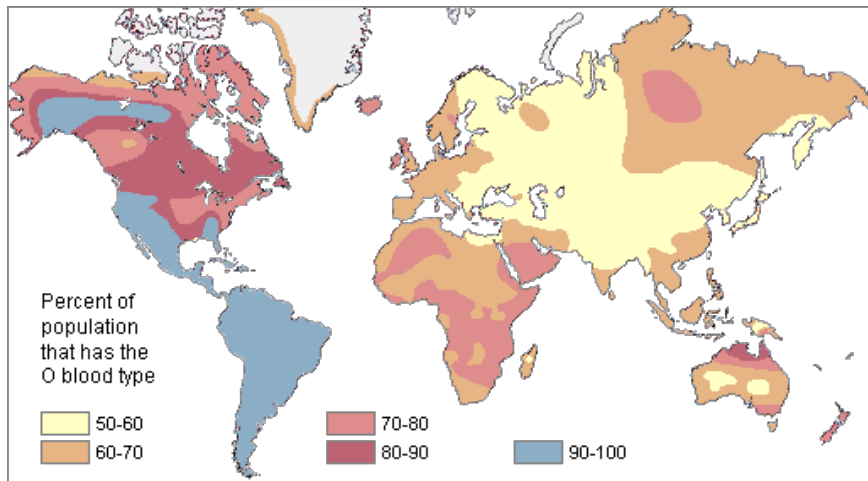 Percent of
population
that has the
O blood type
50-60
60-70
70-80
80-90
90-100